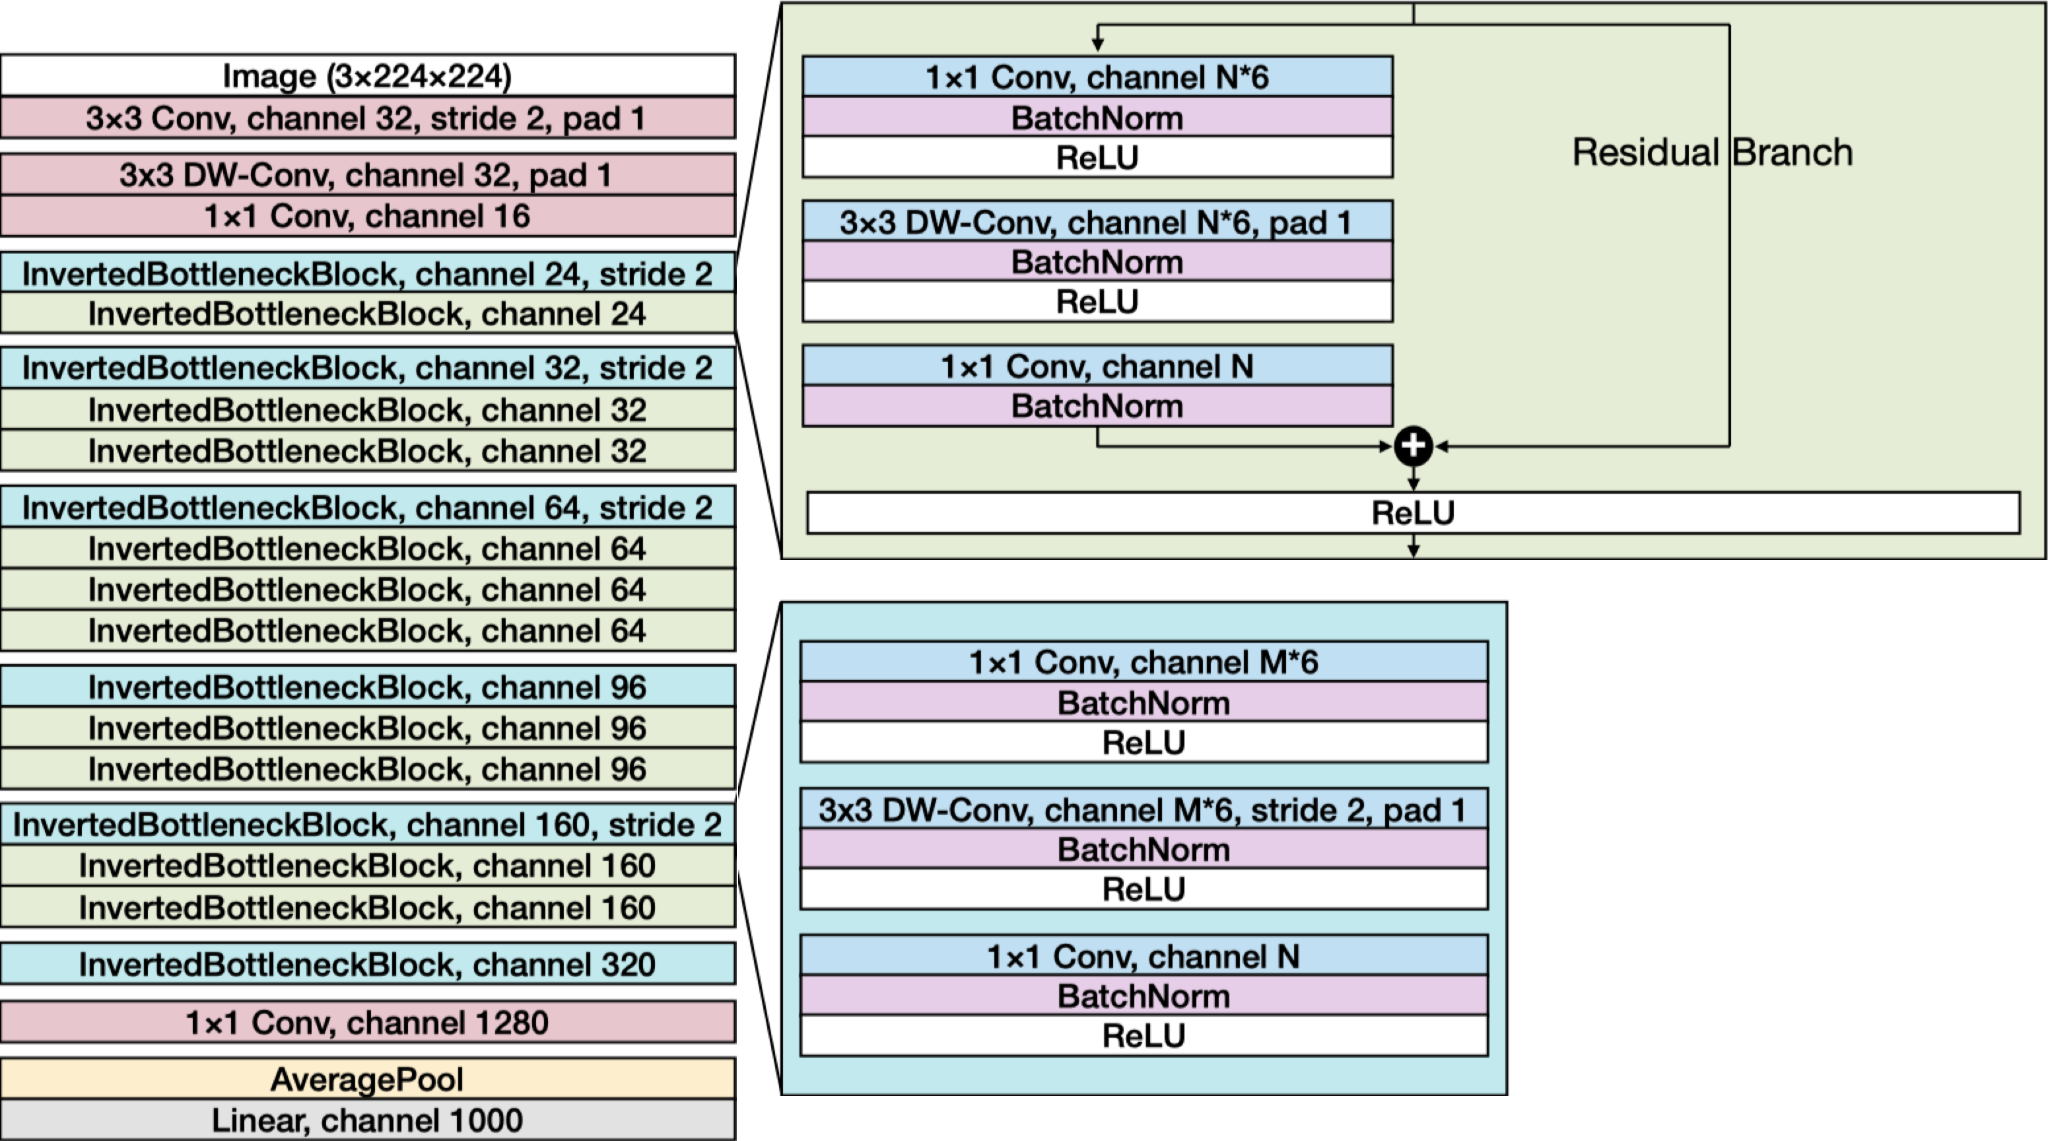 Image (3×224×224)
3×3 Conv, channel 32, stride 2, pad 1
3x3 DW-Conv, channel 32, pad 1
1×1 Conv, channel 16
InvertedBottleneckBlock, channel 24, stride 2
InvertedBottleneckBlock, channel 24
InvertedBottleneckBlock, channel 32, stride 2
InvertedBottleneckBlock, channel 32
InvertedBottleneckBlock, channel 32
InvertedBottleneckBlock, channel 64, stride 2
InvertedBottleneckBlock, channel 64
InvertedBottleneckBlock, channel 64
InvertedBottleneckBlock, channel 64
InvertedBottleneckBlock, channel 96
InvertedBottleneckBlock, channel 96
InvertedBottleneckBlock, channel 96
InvertedBottleneckBlock, channel 160, stride 2
InvertedBottleneckBlock, channel 160
InvertedBottleneckBlock, channel 160
InvertedBottleneckBlock, channel 320
1×1 Conv, channel 1280
AveragePool
Linear, channel 1000
1×1 Conv, channel N*6
BatchNorm
ReLU
3×3 DW-Conv, channel N*6, pad 1
BatchNorm
ReLU
1×1 Conv, channel N
BatchNorm
Residual Branch
+
ReLU
1×1 Conv, channel M*6
BatchNorm
ReLU
3x3 DW-Conv, channel M*6, stride 2, pad 1
BatchNorm
ReLU
1×1 Conv, channel N
BatchNorm
ReLU